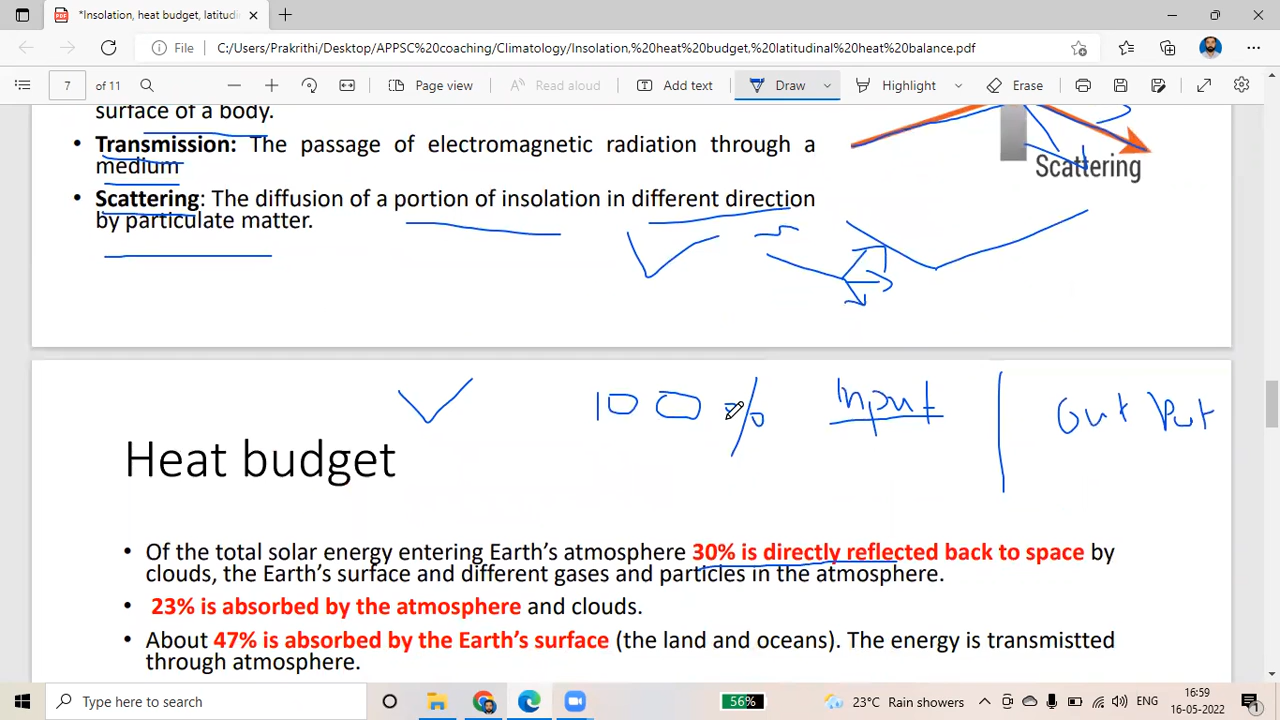 *Insolation, heat budget, latitudi
File
C:/Users/Prakrithi/Desktop/APPSC%20coaching/Climatology/Insolation,%20heat%20budget,%20latitudinal%20heat%20balance.pdf
7 of 11
Page view
Read aloud
Add text
Draw
Highlight
Erase
surface of a body.
• Transmission: The passage of electromagnetic radiation through a
medium
• Scattering: The diffusion of a portion of insolation in different direction
by particulate matter.
Scattering
100% Input Out Put
Heat budget
• Of the total solar energy entering Earth's atmosphere 30% is directly reflected back to space by
clouds, the Earth's surface and different gases and particles in the atmosphere.
• 23% is absorbed by the atmosphere and clouds.
• About 47% is absorbed by the Earth's surface (the land and oceans). The energy is transmistted
through atmosphere.
Type here to search
56%
23°C Rain showers
ENG
16:59
16-05-2022